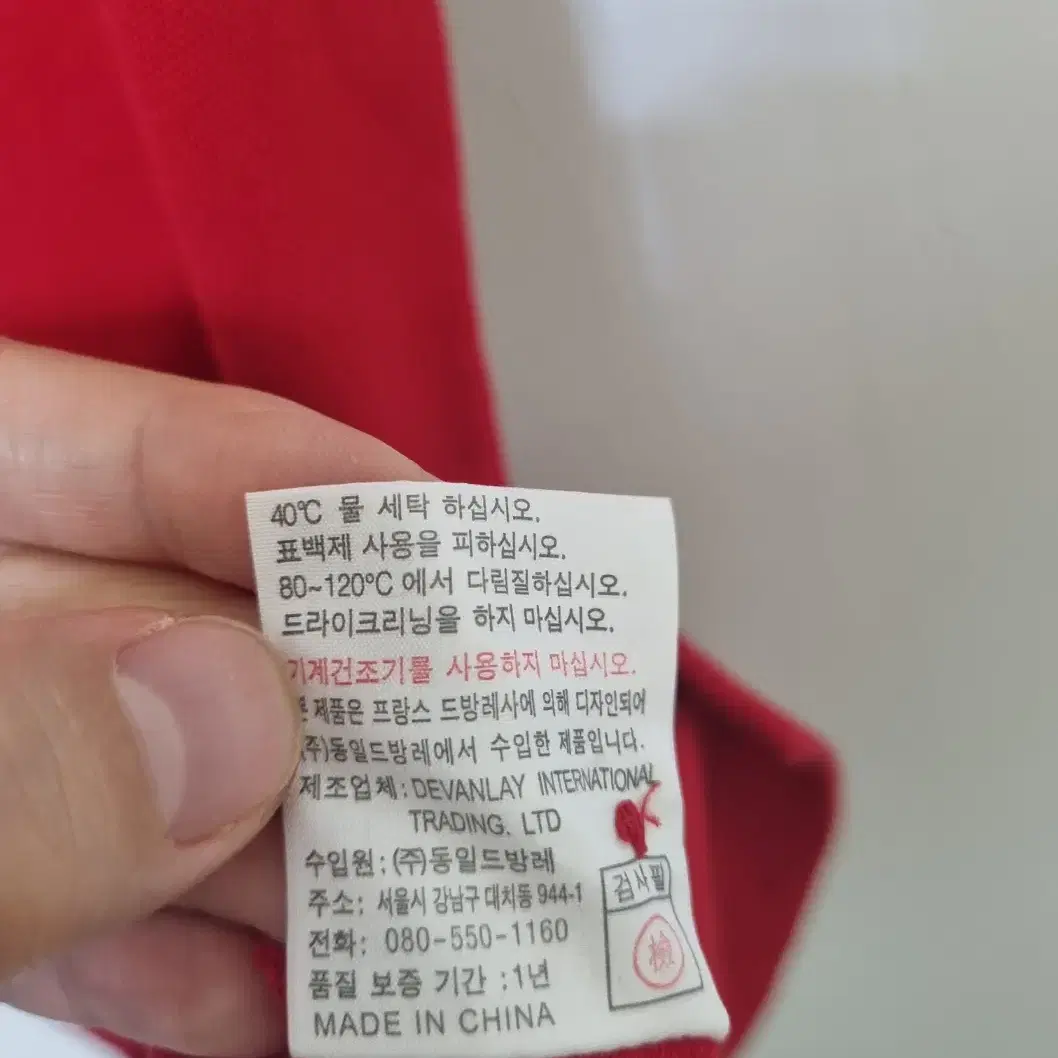 40℃ 물 세탁 하십시오.
표백제 사용을 피하십시오.
80~120℃ 에서 다림질하십시오.
드라이크리닝을 하지 마십시오.
기계건조기를 사용하지 마십시오.
제품은 프랑스 드방레사에 의해 디자인되어
(주)동일드방레에서 수입한 제품입니다.
제조업체: DEVANLAY INTERNATIONAL
TRADING. LTD
수입원: (주)동일드방레
주소: 서울시 강남구 대치동 944-1
전화: 080-550-1160
품질 보증 기간 :1년
MADE IN CHINA
검사필
檢